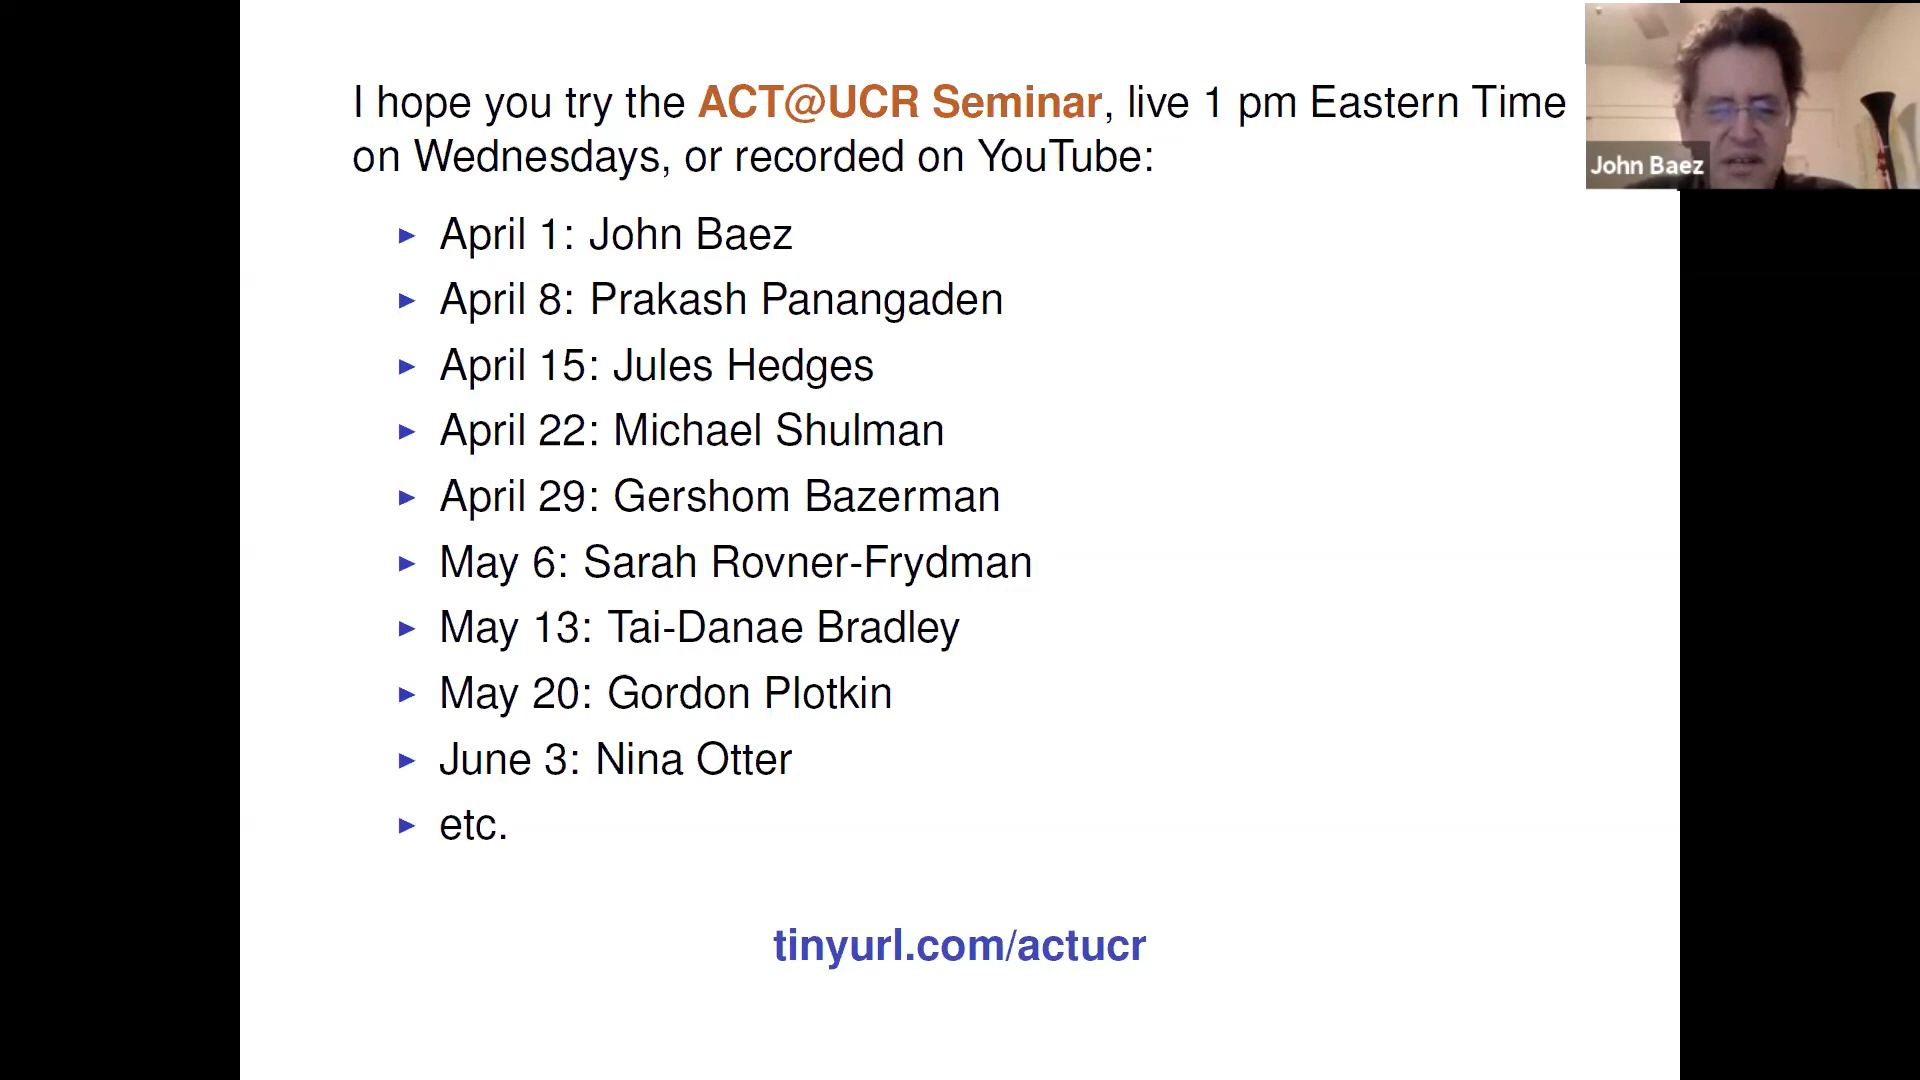 I hope you try the ACT@UCR Seminar, live 1 pm Eastern Time
on Wednesdays, or recorded on YouTube:
April 1: John Baez
April 8: Prakash Panangaden
April 15: Jules Hedges
April 22: Michael Shulman
April 29: Gershom Bazerman
May 6: Sarah Rovner-Frydman
May 13: Tai-Danae Bradley
May 20: Gordon Plotkin
June 3: Nina Otter
etc.
tinyurl.com/actucr
John Baez